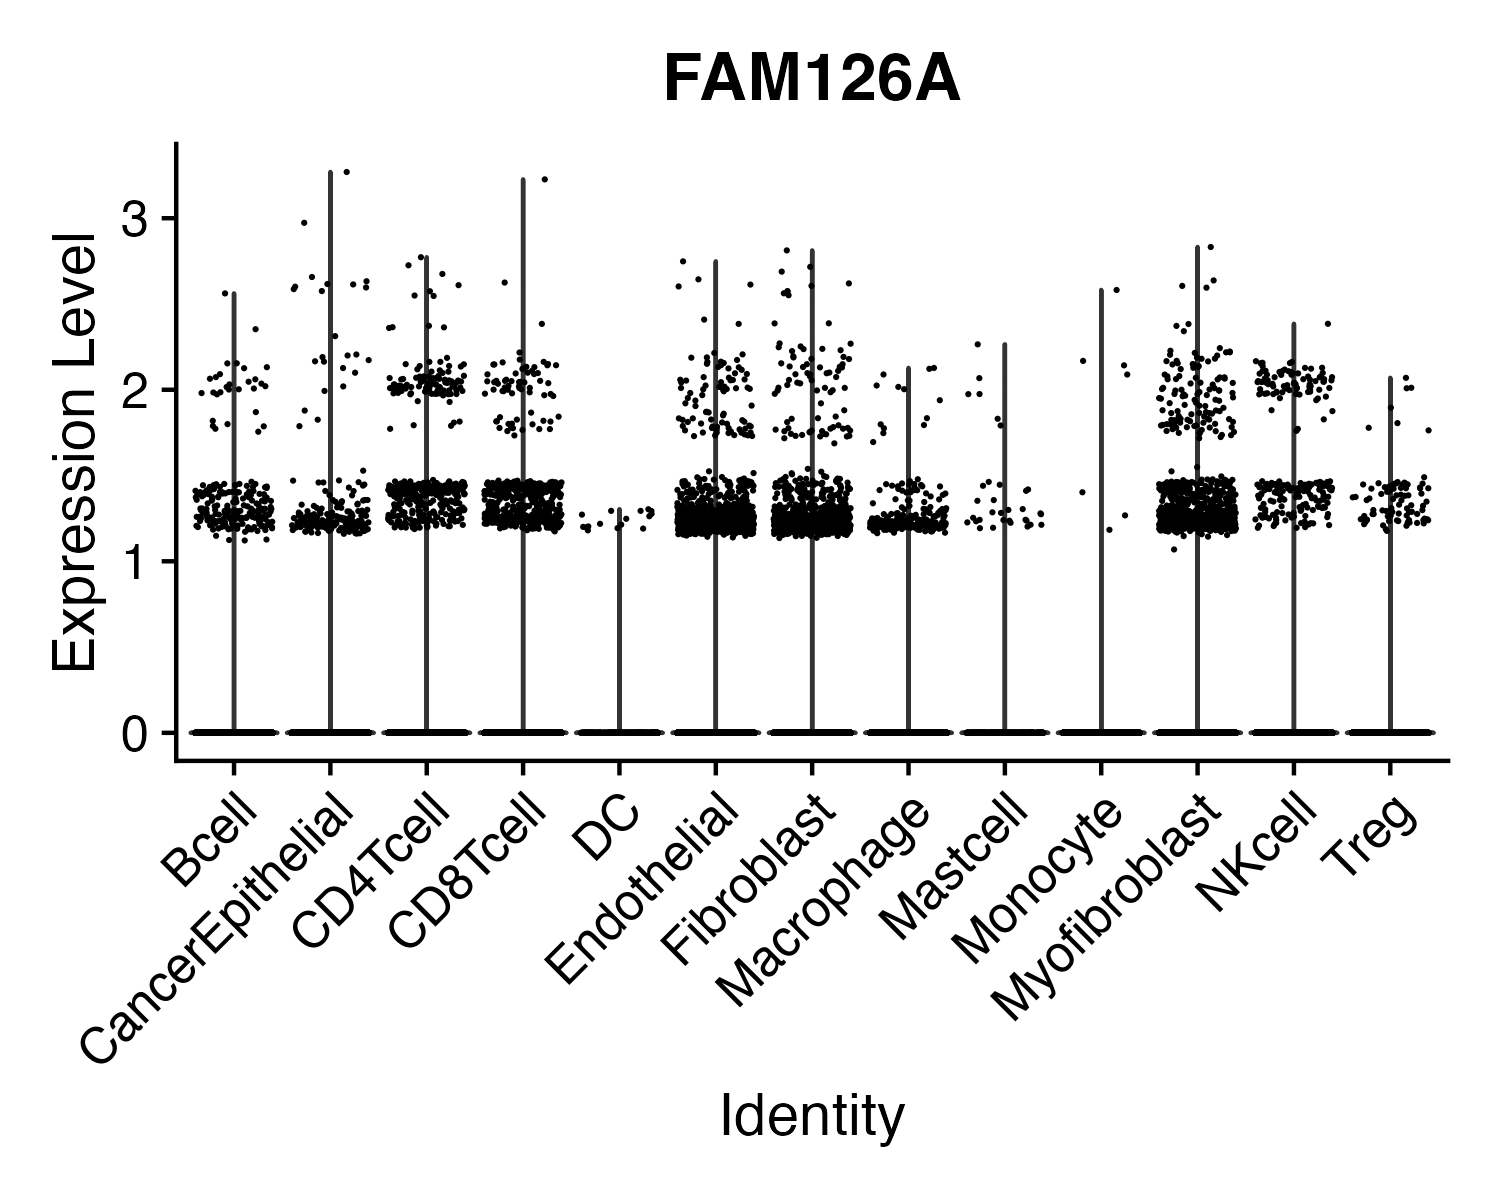 FAM126A
Expression Level
3
2
1
0
Bcell
CancerEpithelial
CD4Tcell
CD8Tcell
DC
Endothelial
Fibroblast
Macrophage
Mastcell
Monocyte
Myofibroblast
NKcell
Treg
Identity